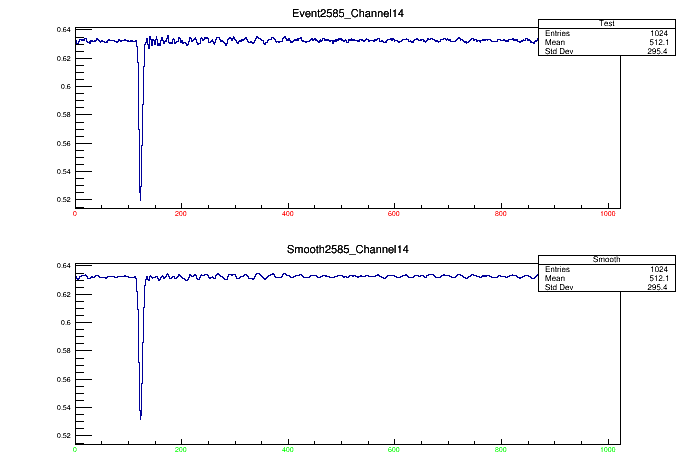 Event2585_Channel14
Test
Entries 1024
Mean 512.1
Std Dev 295.4
0.64
0.62
0.6
0.58
0.56
0.54
0.52
0 200 400 600 800 1000
Smooth2585_Channel14
Smooth
Entries 1024
Mean 512.1
Std Dev 295.4
0.64
0.62
0.6
0.58
0.56
0.54
0.52
0 200 400 600 800 1000